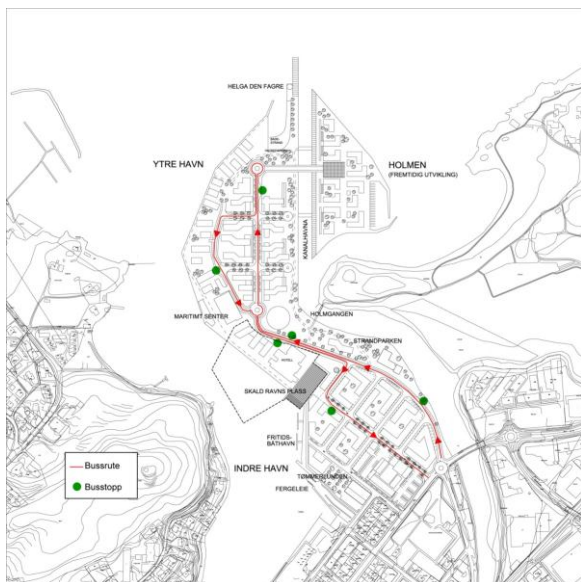 HELGA DEN FAGRE
YTRE HAVN
HOLMEN
(FREMTIDIG UTVIKLING)
KANALHAVNA
MARITIMT SENTER
HOLMGANGEN
STRANDPARKEN
HOTELL
SKALD RAVNS PLASS
FRITIDS-
BÅTHAVN
INDRE HAVN
TØMMERLUNDEN
FERGELEIE
Bussrute
Busstopp